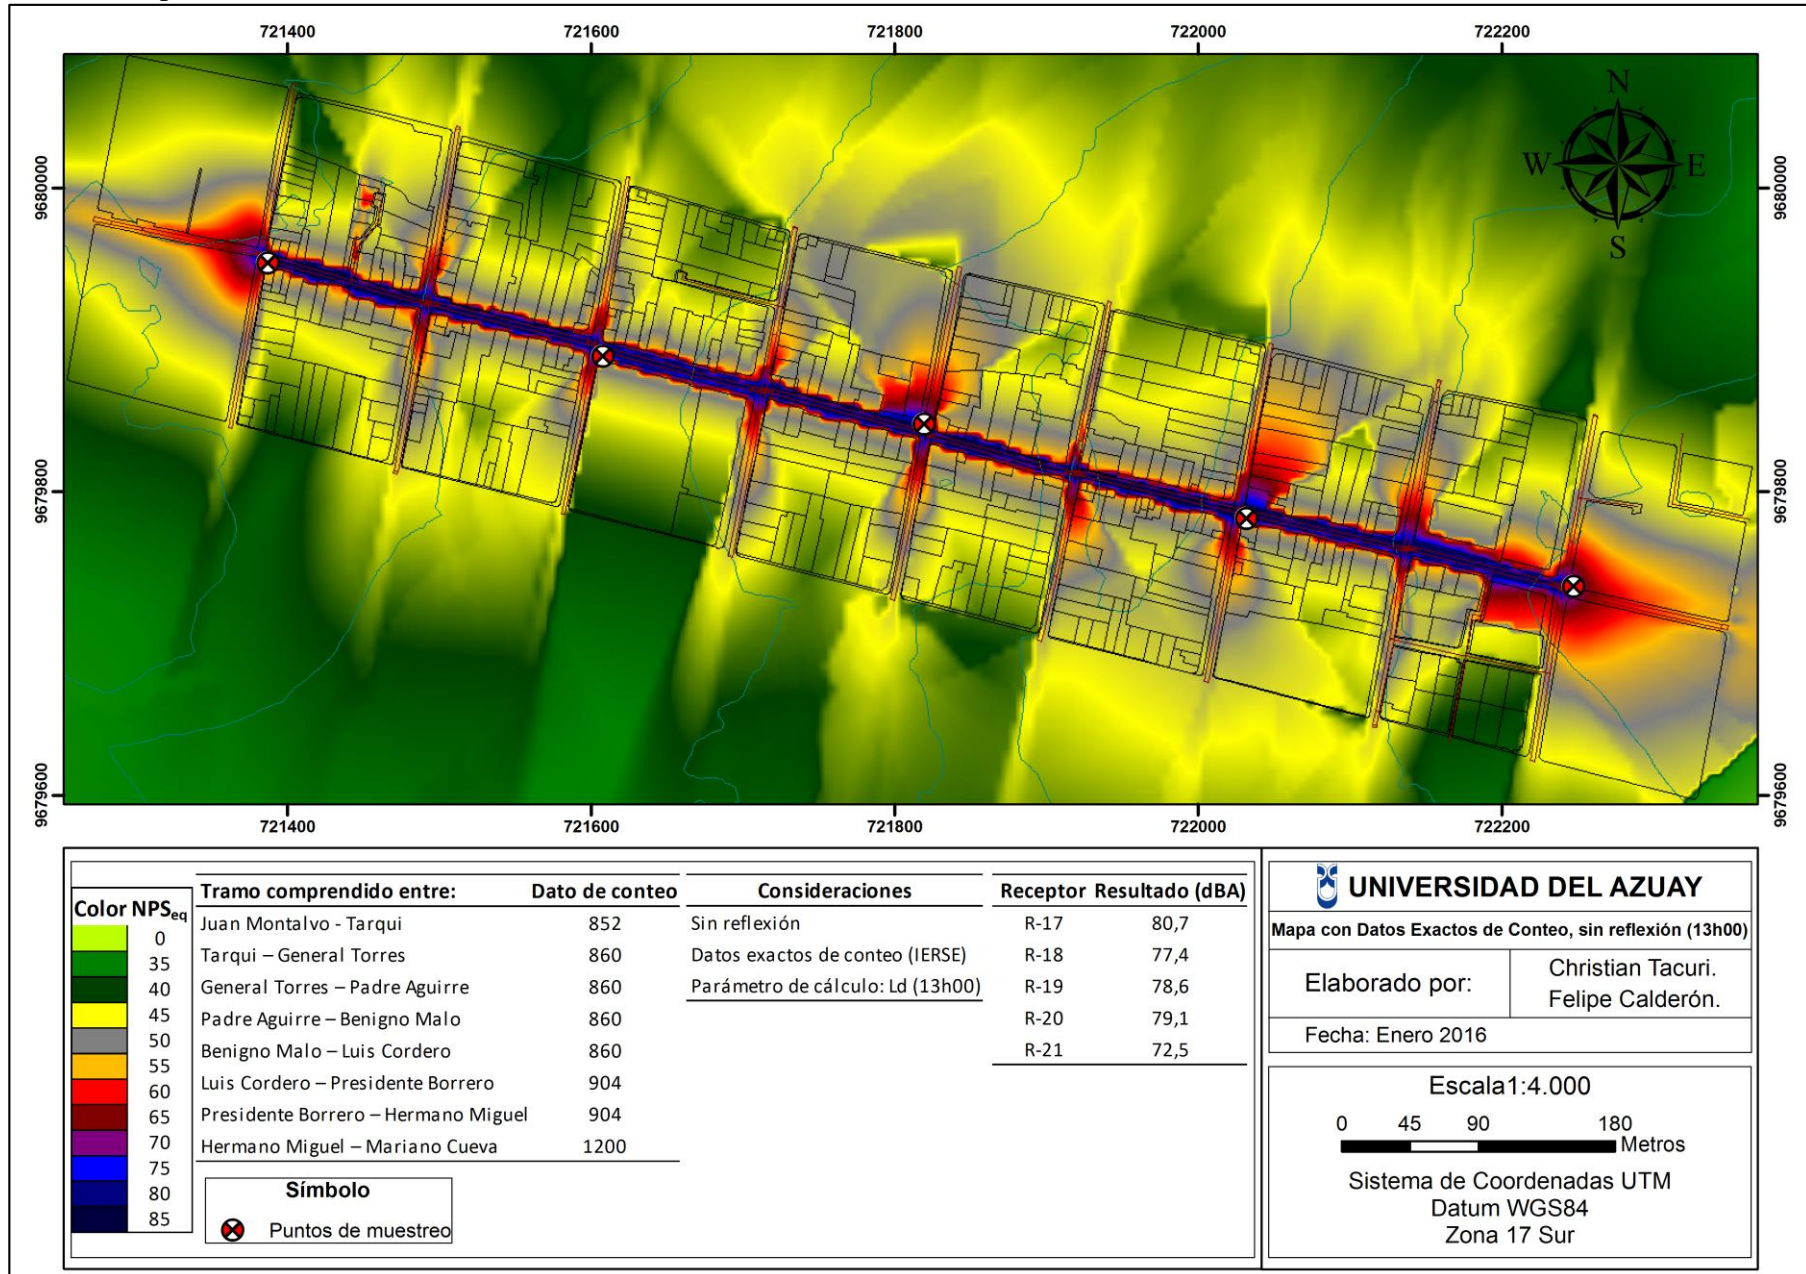 721400 721600 721800 722000 722200
9680000 9680000
9679800 9679800
9679600 9679600
N
W E
S
721400 721600 721800 722000 722200
Color NPSeq
0
35
40
45
50
55
60
65
70
75
80
85
Tramo comprendido entre: Dato de conteo
Juan Montalvo - Tarqui 852
Tarqui – General Torres 860
General Torres – Padre Aguirre 860
Padre Aguirre – Benigno Malo 860
Benigno Malo – Luis Cordero 860
Luis Cordero – Presidente Borrero 904
Presidente Borrero – Hermano Miguel 904
Hermano Miguel – Mariano Cueva 1200
Símbolo
Puntos de muestreo
Consideraciones
Sin reflexión
Datos exactos de conteo (IERSE)
Parámetro de cálculo: Ld (13h00)
Receptor Resultado (dBA)
R-17 80,7
R-18 77,4
R-19 78,6
R-20 79,1
R-21 72,5
UNIVERSIDAD DEL AZUAY
Mapa con Datos Exactos de Conteo, sin reflexión (13h00)
Elaborado por:
Christian Tacuri.
Felipe Calderón.
Fecha: Enero 2016
Escala1:4.000
0 45 90 180
Metros
Sistema de Coordenadas UTM
Datum WGS84
Zona 17 Sur